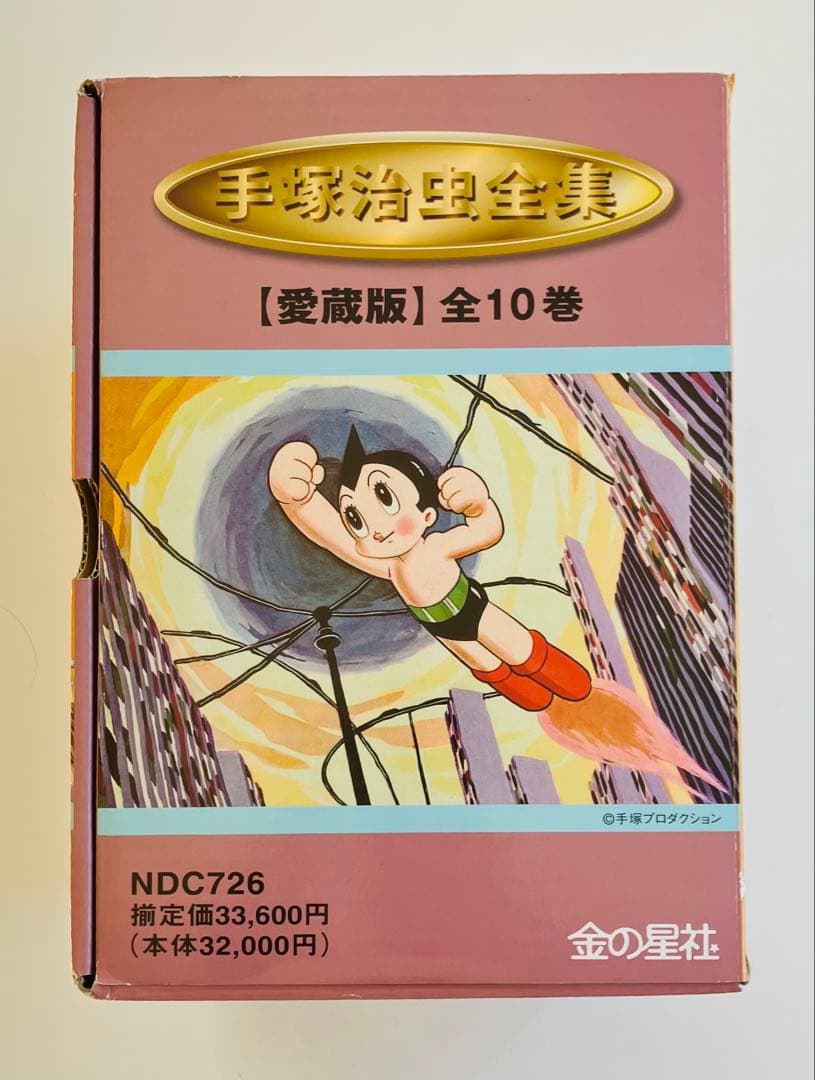 手塚治虫全集
【愛蔵版】全10巻
©手塚プロダクション
NDC726
揃定価33,600円
(本体32,000円)
金の星社